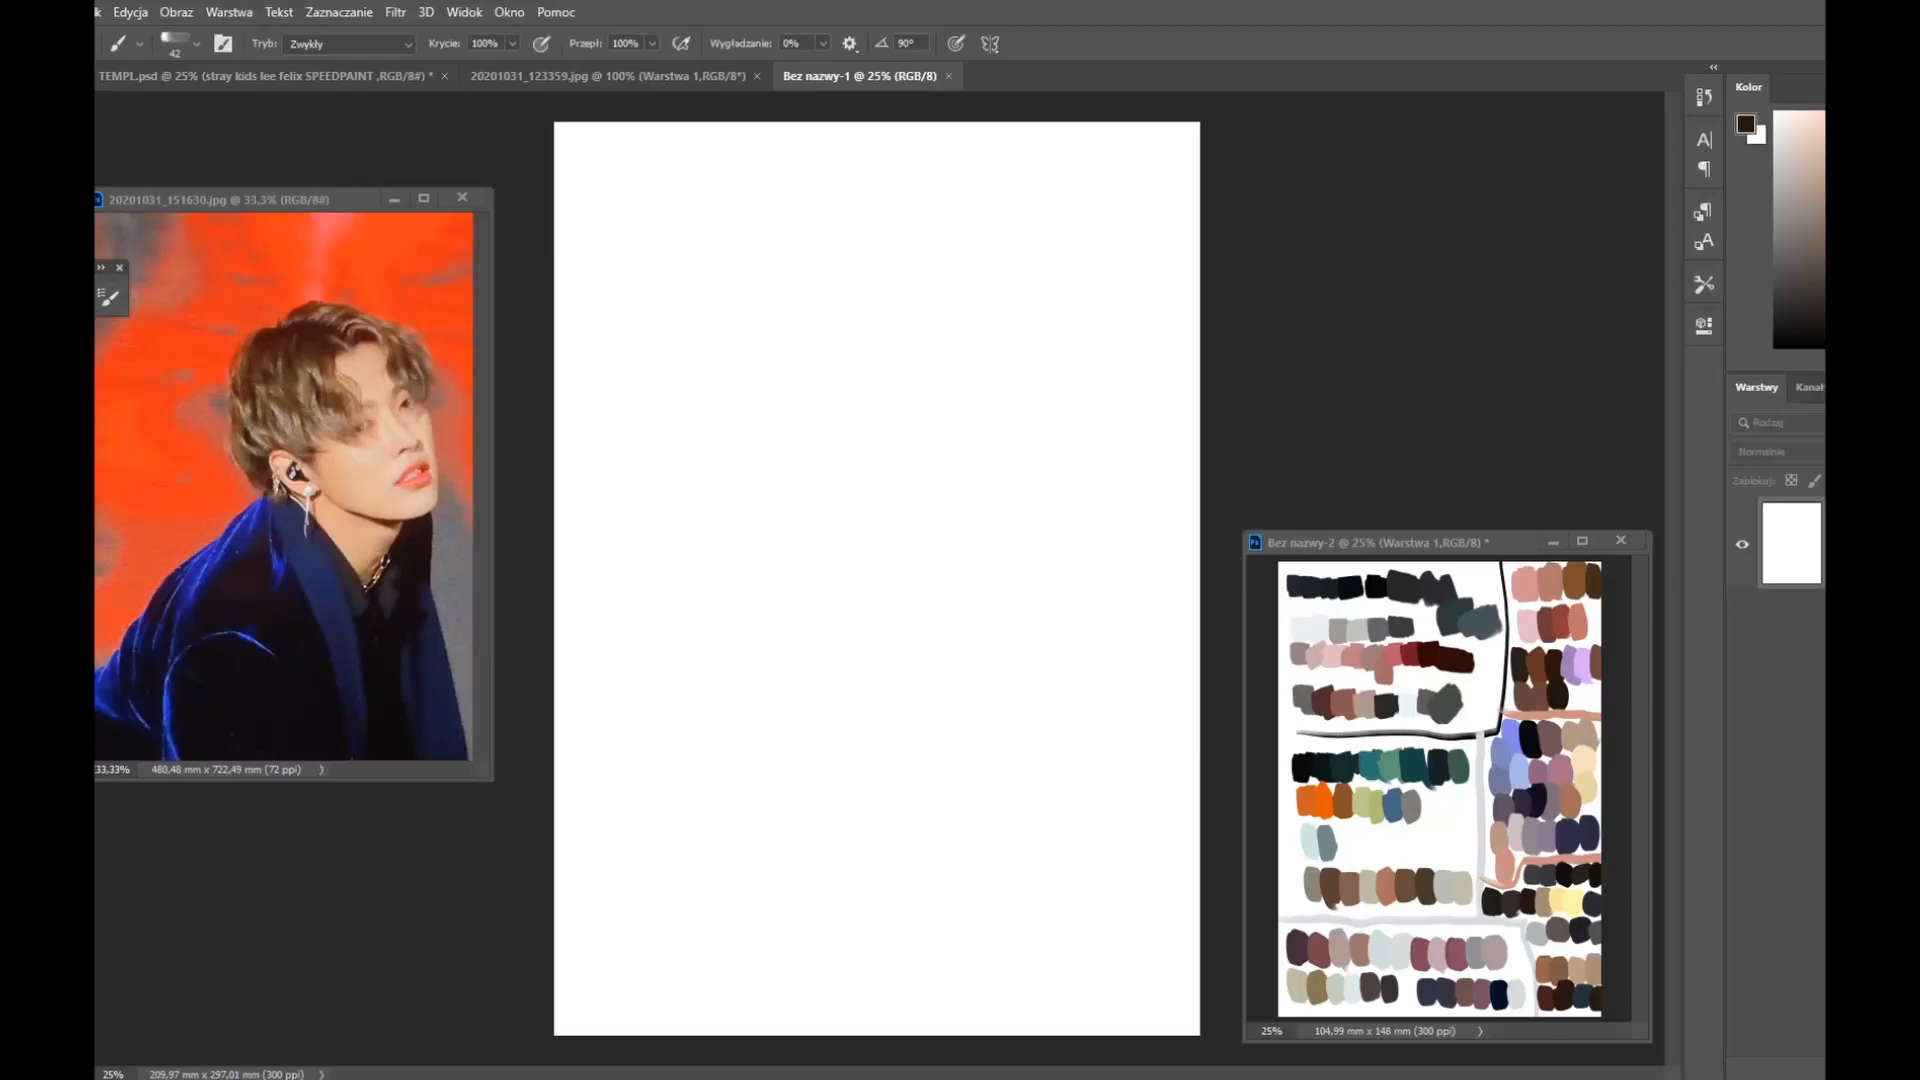 k Edycja Obraz Warstwa Tekst Zaznaczanie Filtr 3D Widok Okno Pomoc
42 Tryb: Zwykły Krycie: 100% Przepł: 100% Wygładzanie: 0% 90°
TEMPL.psd @ 25% (stray kids lee felix SPEEDPAINT ,RGB/8#) * × 20201031_123359.jpg @ 100% (Warstwa 1,RGB/8*) × Bez nazwy-1 @ 25% (RGB/8) ×
Kolor
20201031_151630.jpg @ 33,3% (RGB/8#)
Warstwy Kanał
Rodzaj
Normalnie
Zablokuj:
Bez nazwy-2 @ 25% (Warstwa 1,RGB/8) *
33,33% 480,48 mm x 722,49 mm (72 ppi)
25% 104,99 mm x 148 mm (300 ppi)
25% 209,97 mm x 297,01 mm (300 ppi)